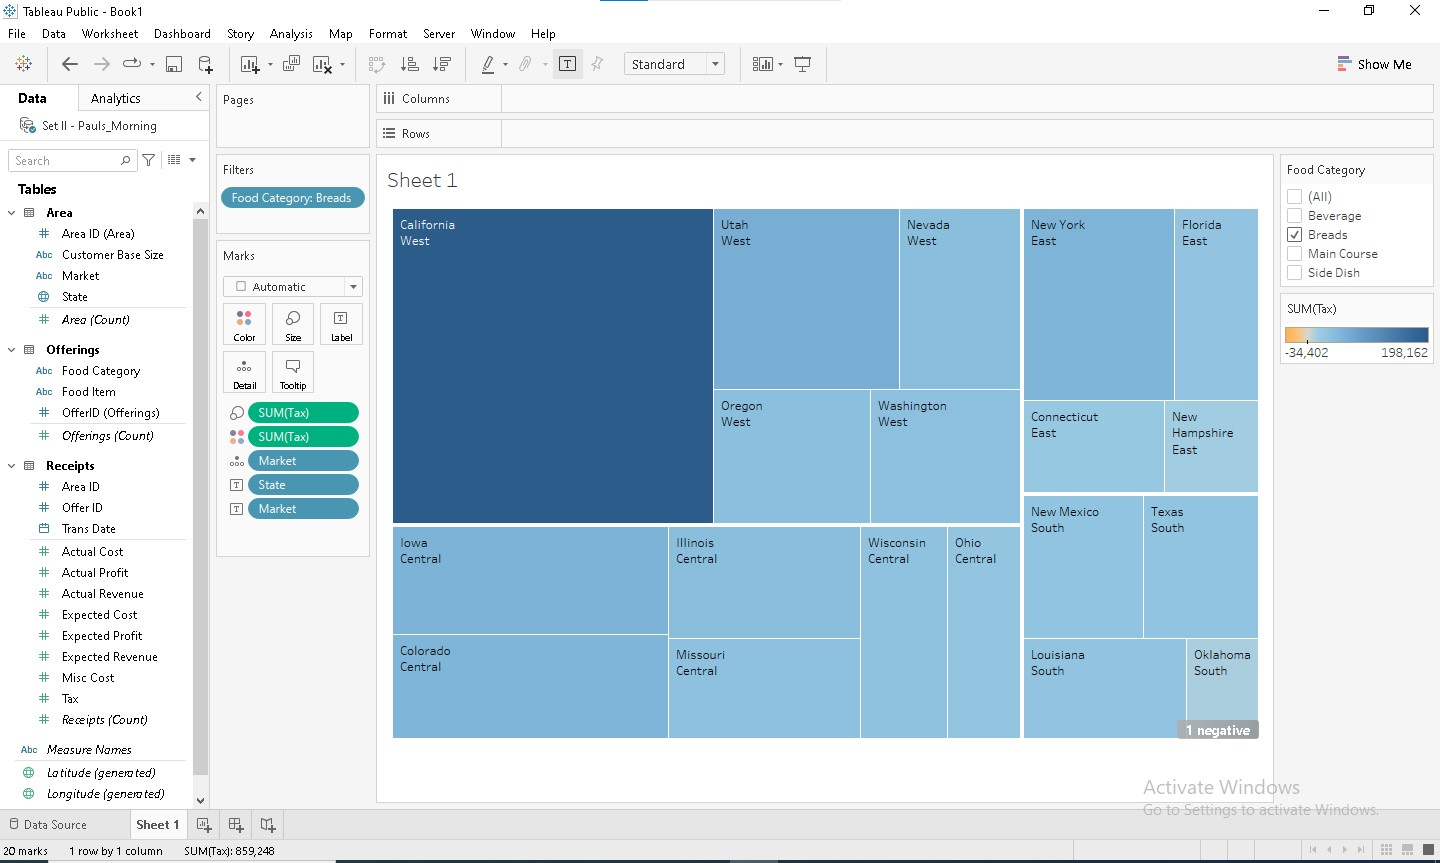 Tableau Public - Book1
File Data Worksheet Dashboard Story Analysis Map Format Server Window Help
Standard
Show Me
Data Analytics
Set II - Pauls_Morning
Search
Tables
Area
Area ID (Area)
Abc Customer Base Size
Abc Market
State
Area (Count)
Offerings
Abc Food Category
Abc Food Item
OfferID (Offerings)
Offerings (Count)
Receipts
Area ID
Offer ID
Trans Date
Actual Cost
Actual Profit
Actual Revenue
Expected Cost
Expected Profit
Expected Revenue
Misc Cost
Tax
Receipts (Count)
Abc Measure Names
Latitude (generated)
Longitude (generated)
Pages
Filters
Food Category: Breads
Marks
Automatic
Color Size Label
Detail Tooltip
SUM(Tax)
SUM(Tax)
Market
State
Market
Columns
Rows
Sheet 1
California
West
Utah
West
Nevada
West
New York
East
Florida
East
Oregon
West
Washington
West
Connecticut
East
New
Hampshire
East
Iowa
Central
Illinois
Central
Wisconsin
Central
Ohio
Central
New Mexico
South
Texas
South
Colorado
Central
Missouri
Central
Louisiana
South
Oklahoma
South
1 negative
Food Category
(All)
Beverage
Breads
Main Course
Side Dish
SUM(Tax)
-34,402 198,162
Activate Windows
Go to Settings to activate Windows.
Data Source Sheet 1
20 marks 1 row by 1 column SUM(Tax): 859,248